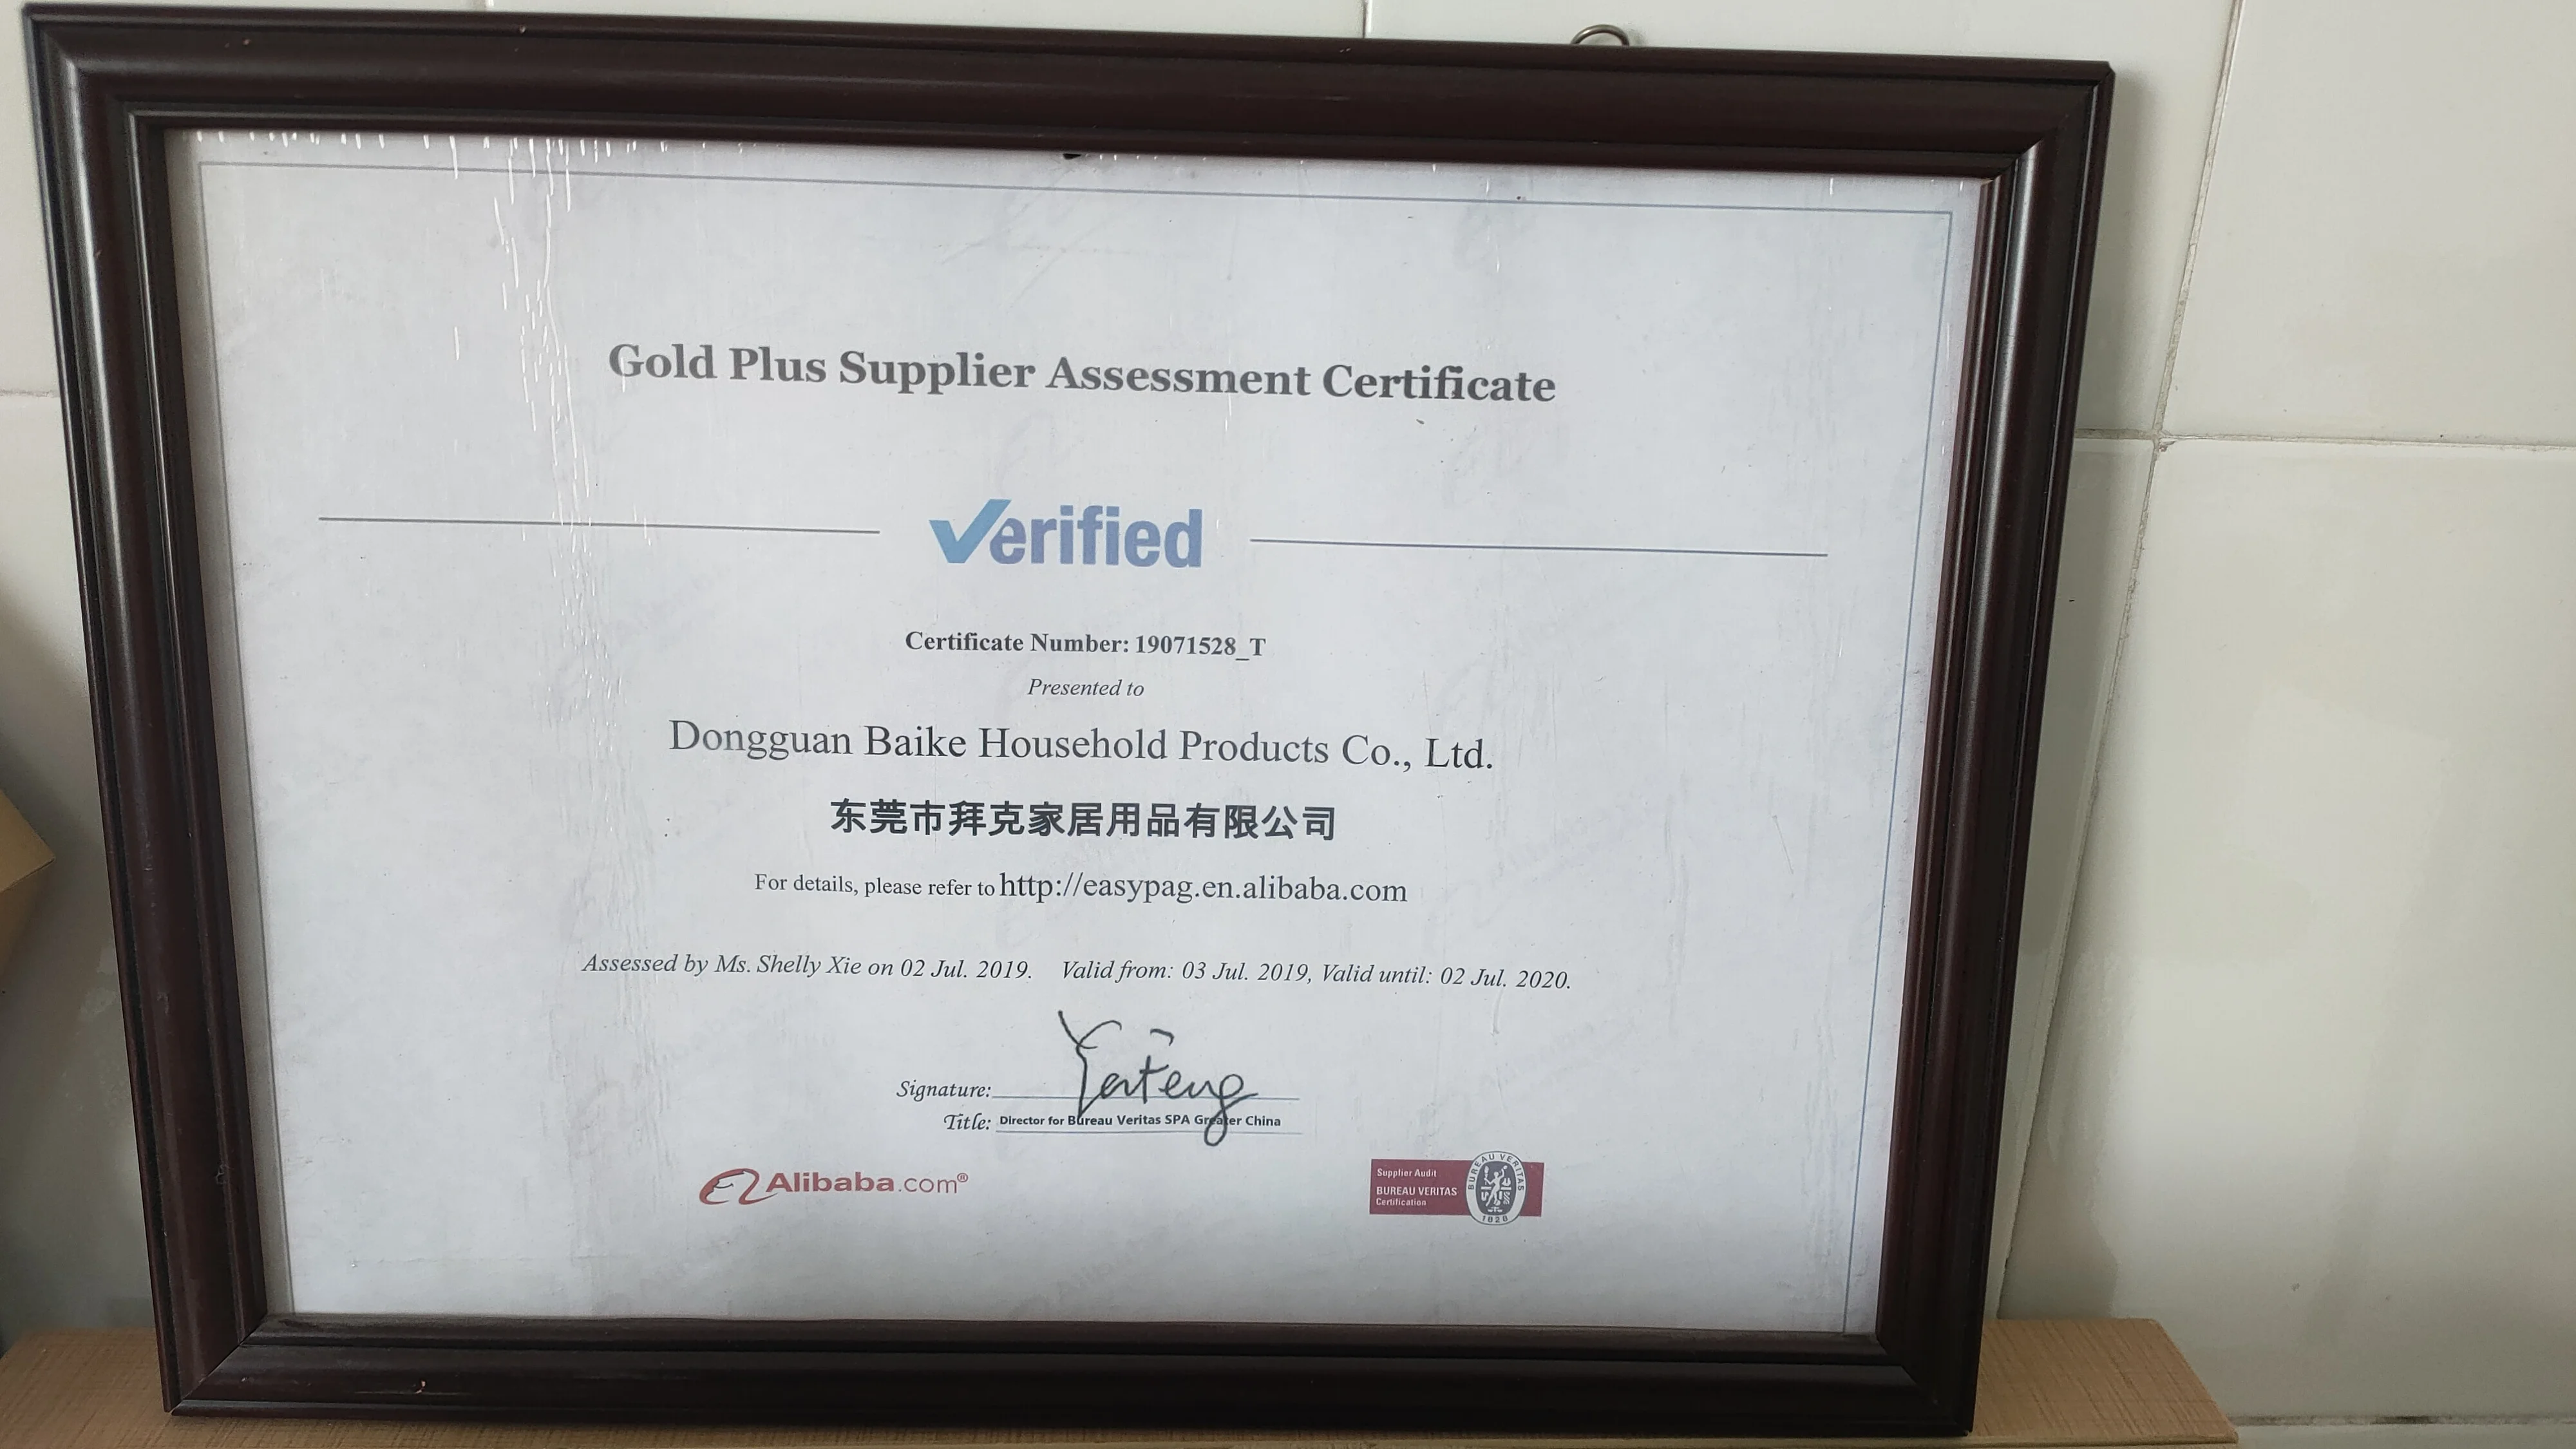 Gold Plus Supplier Assessment Certificate
Verified
Certificate Number: 19071528_T
Presented to
Dongguan Baike Household Products Co., Ltd.
东莞市拜克家居用品有限公司
For details, please refer to http://easypag.en.alibaba.com
Assessed by Ms. Shelly Xie on 02 Jul. 2019. Valid from: 03 Jul. 2019, Valid until: 02 Jul. 2020.
Signature:
Title: Director for Bureau Veritas SPA Greater China
Alibaba.com®
Supplier Audit
BUREAU VERITAS
Certification
BUREAU VERITAS
1828